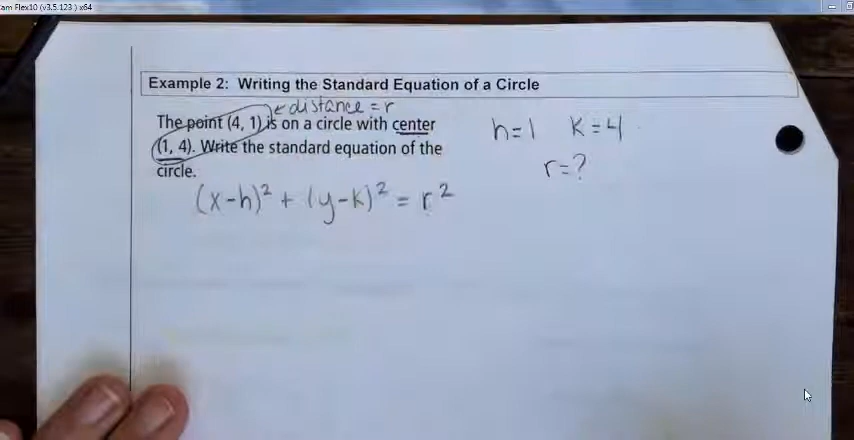 am Flex10 (v3.5.123 ) x64
Example 2: Writing the Standard Equation of a Circle
←distance = r
The point (4, 1) is on a circle with center
(1, 4). Write the standard equation of the
circle.
h=1 k=4
r=?
(x-h)² + (y-k)² = r²